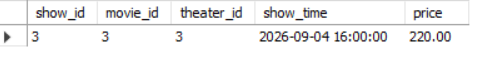 show_id movie_id theater_id show_time price
3 3 3 2026-09-04 16:00:00 220.00